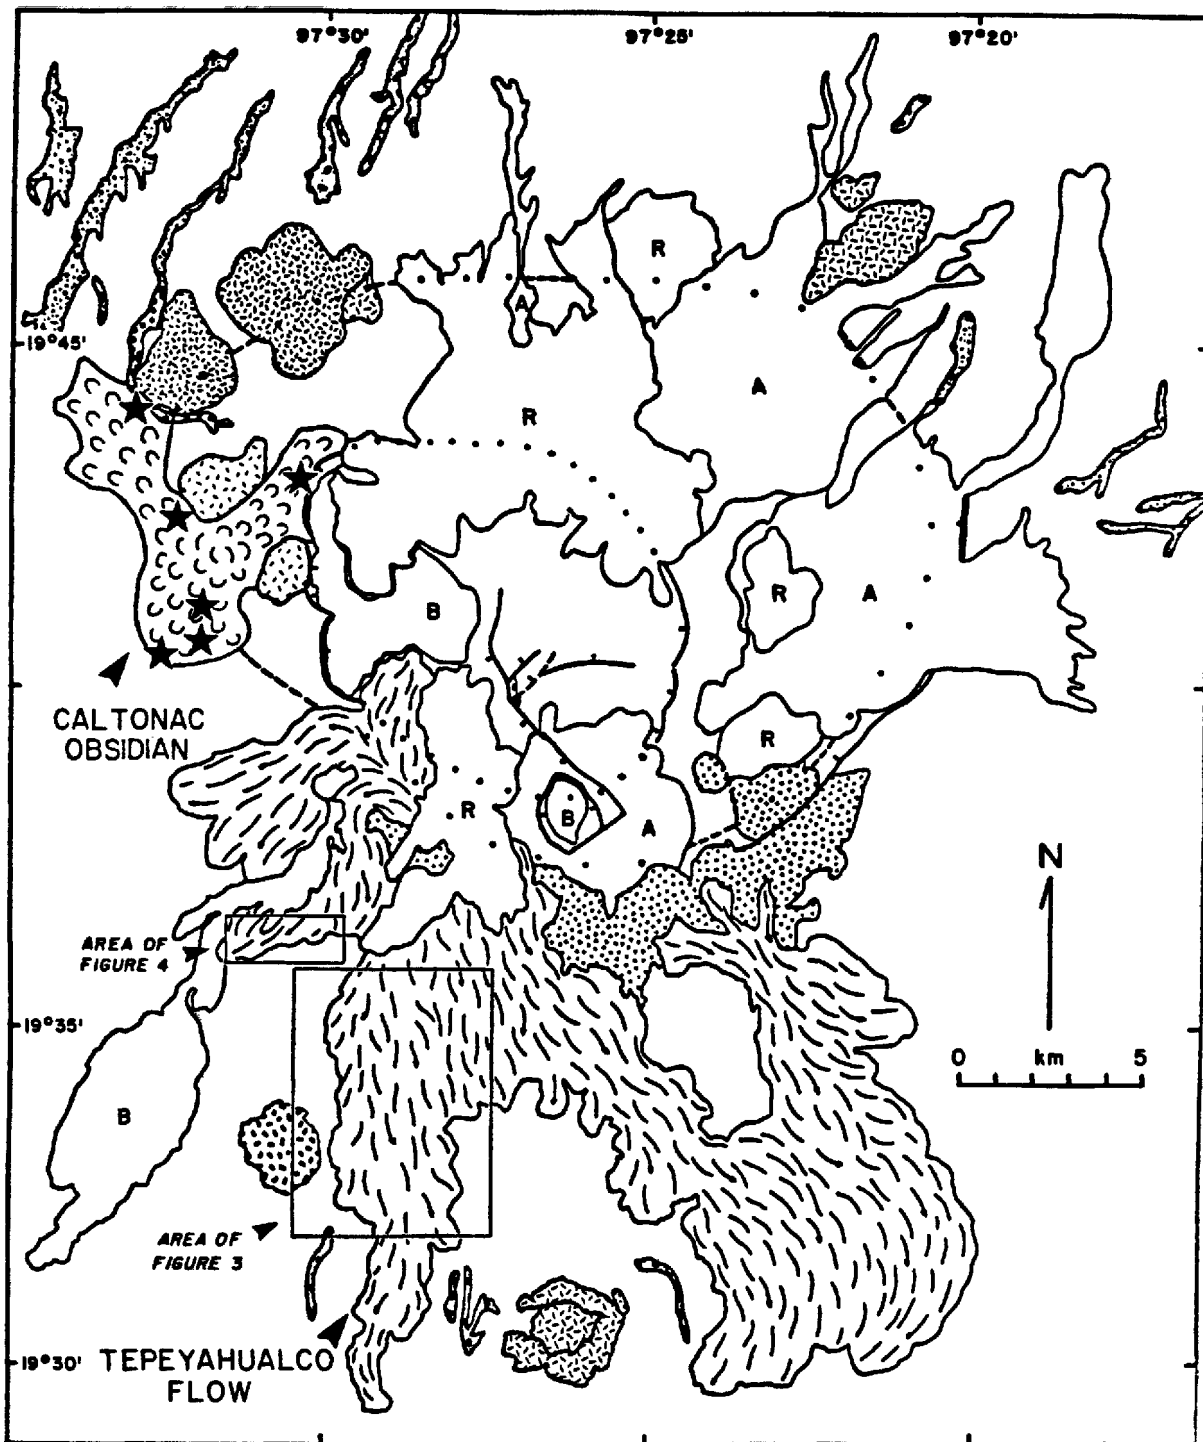 97°30' 97°25' 97°20'
R
A
19°45'
A
R
R
A
B
CALTONAC
OBSIDIAN
R
R
B
A
N
AREA OF
FIGURE 4
19°35'
0 km 5
B
AREA OF
FIGURE 3
19°30'
TEPEYAHUALCO
FLOW